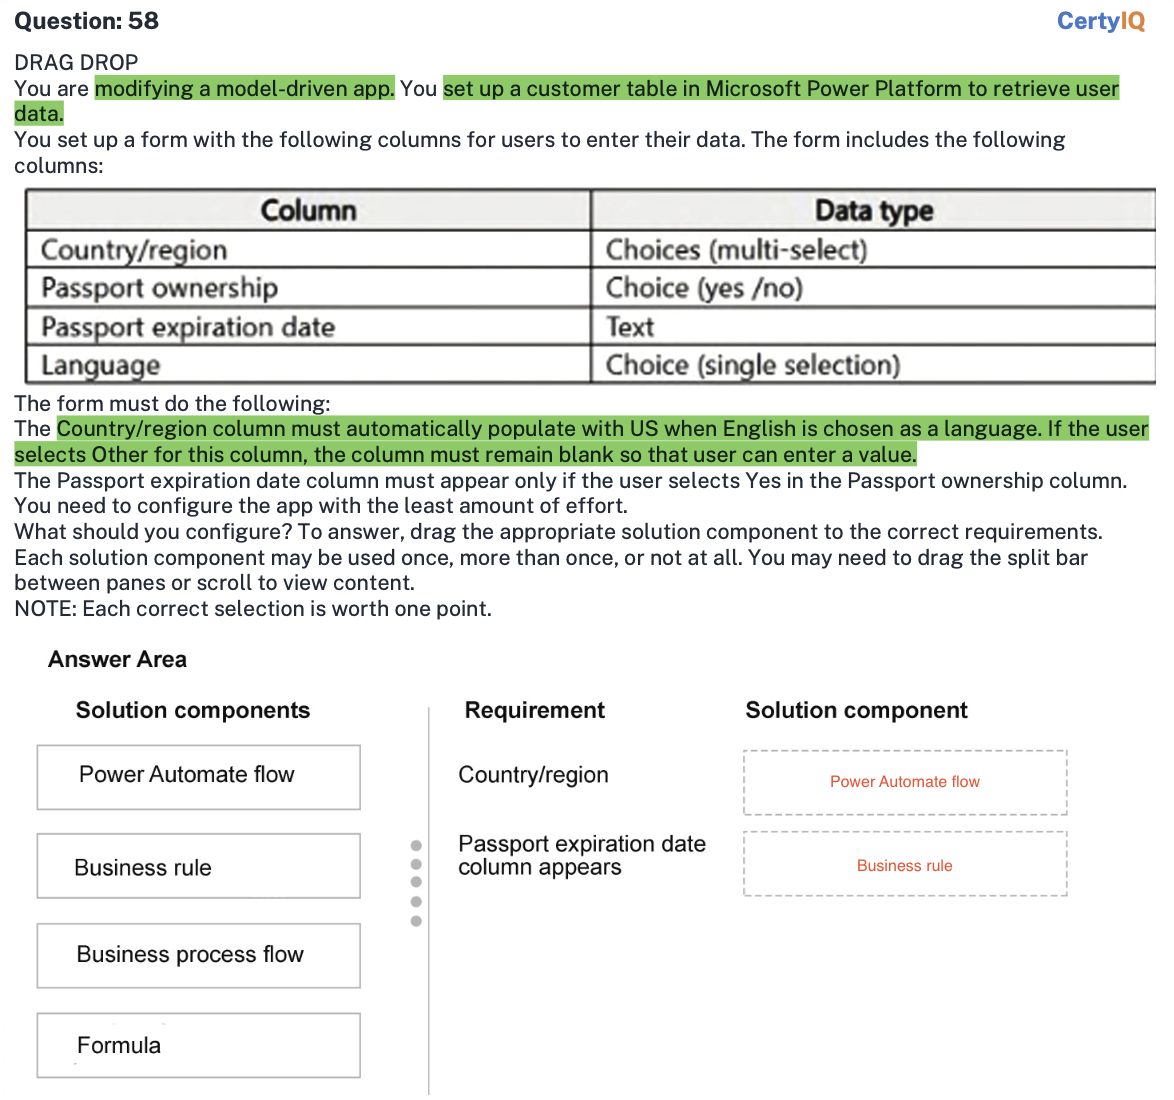 Question: 58
CertyIQ
DRAG DROP
You are modifying a model-driven app. You set up a customer table in Microsoft Power Platform to retrieve user
data.
You set up a form with the following columns for users to enter their data. The form includes the following
columns:
Column Data type
Country/region Choices (multi-select)
Passport ownership Choice (yes /no)
Passport expiration date Text
Language Choice (single selection)
The form must do the following:
The Country/region column must automatically populate with US when English is chosen as a language. If the user
selects Other for this column, the column must remain blank so that user can enter a value.
The Passport expiration date column must appear only if the user selects Yes in the Passport ownership column.
You need to configure the app with the least amount of effort.
What should you configure? To answer, drag the appropriate solution component to the correct requirements.
Each solution component may be used once, more than once, or not at all. You may need to drag the split bar
between panes or scroll to view content.
NOTE: Each correct selection is worth one point.
Answer Area
Solution components Requirement Solution component
Power Automate flow Country/region Power Automate flow
Business rule
Passport expiration date
column appears
Business rule
Business process flow
Formula